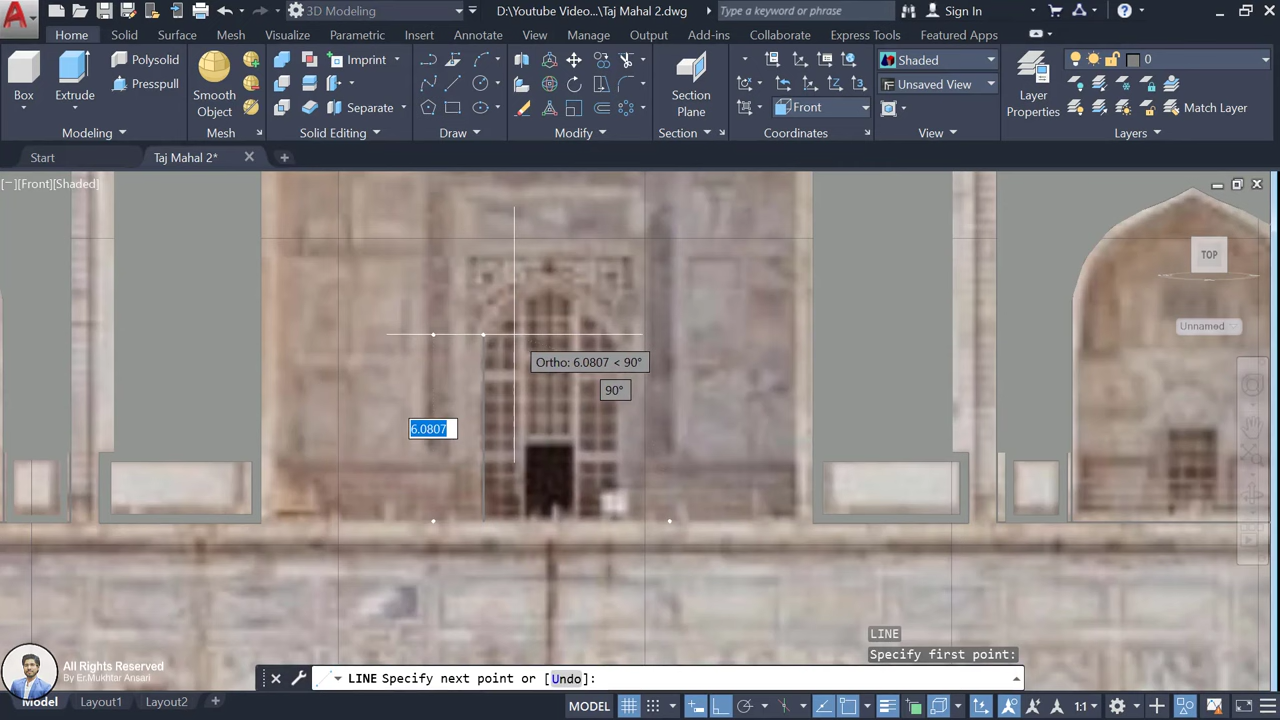 3D Modeling
D:\Youtube Video...\Taj Mahal 2.dwg
Type a keyword or phrase
Sign In
Home Solid Surface Mesh Visualize Parametric Insert Annotate View Manage Output Add-ins Collaborate Express Tools Featured Apps
Box
Extrude
Polysolid
Presspull
Smooth Object
Imprint
Separate
Section Plane
Front
Shaded
Unsaved View
Layer Properties
0
Match Layer
Modeling Mesh Solid Editing Draw Modify Section Coordinates View Layers
Start Taj Mahal 2*
[−][Front][Shaded]
TOP
Unnamed
Ortho: 6.0807 < 90°
90°
6.0807
LINE
Specify first point:
LINE Specify next point or [Undo]:
All Rights Reserved
By Er.Mukhtar Ansari
Model Layout1 Layout2
MODEL
1:1